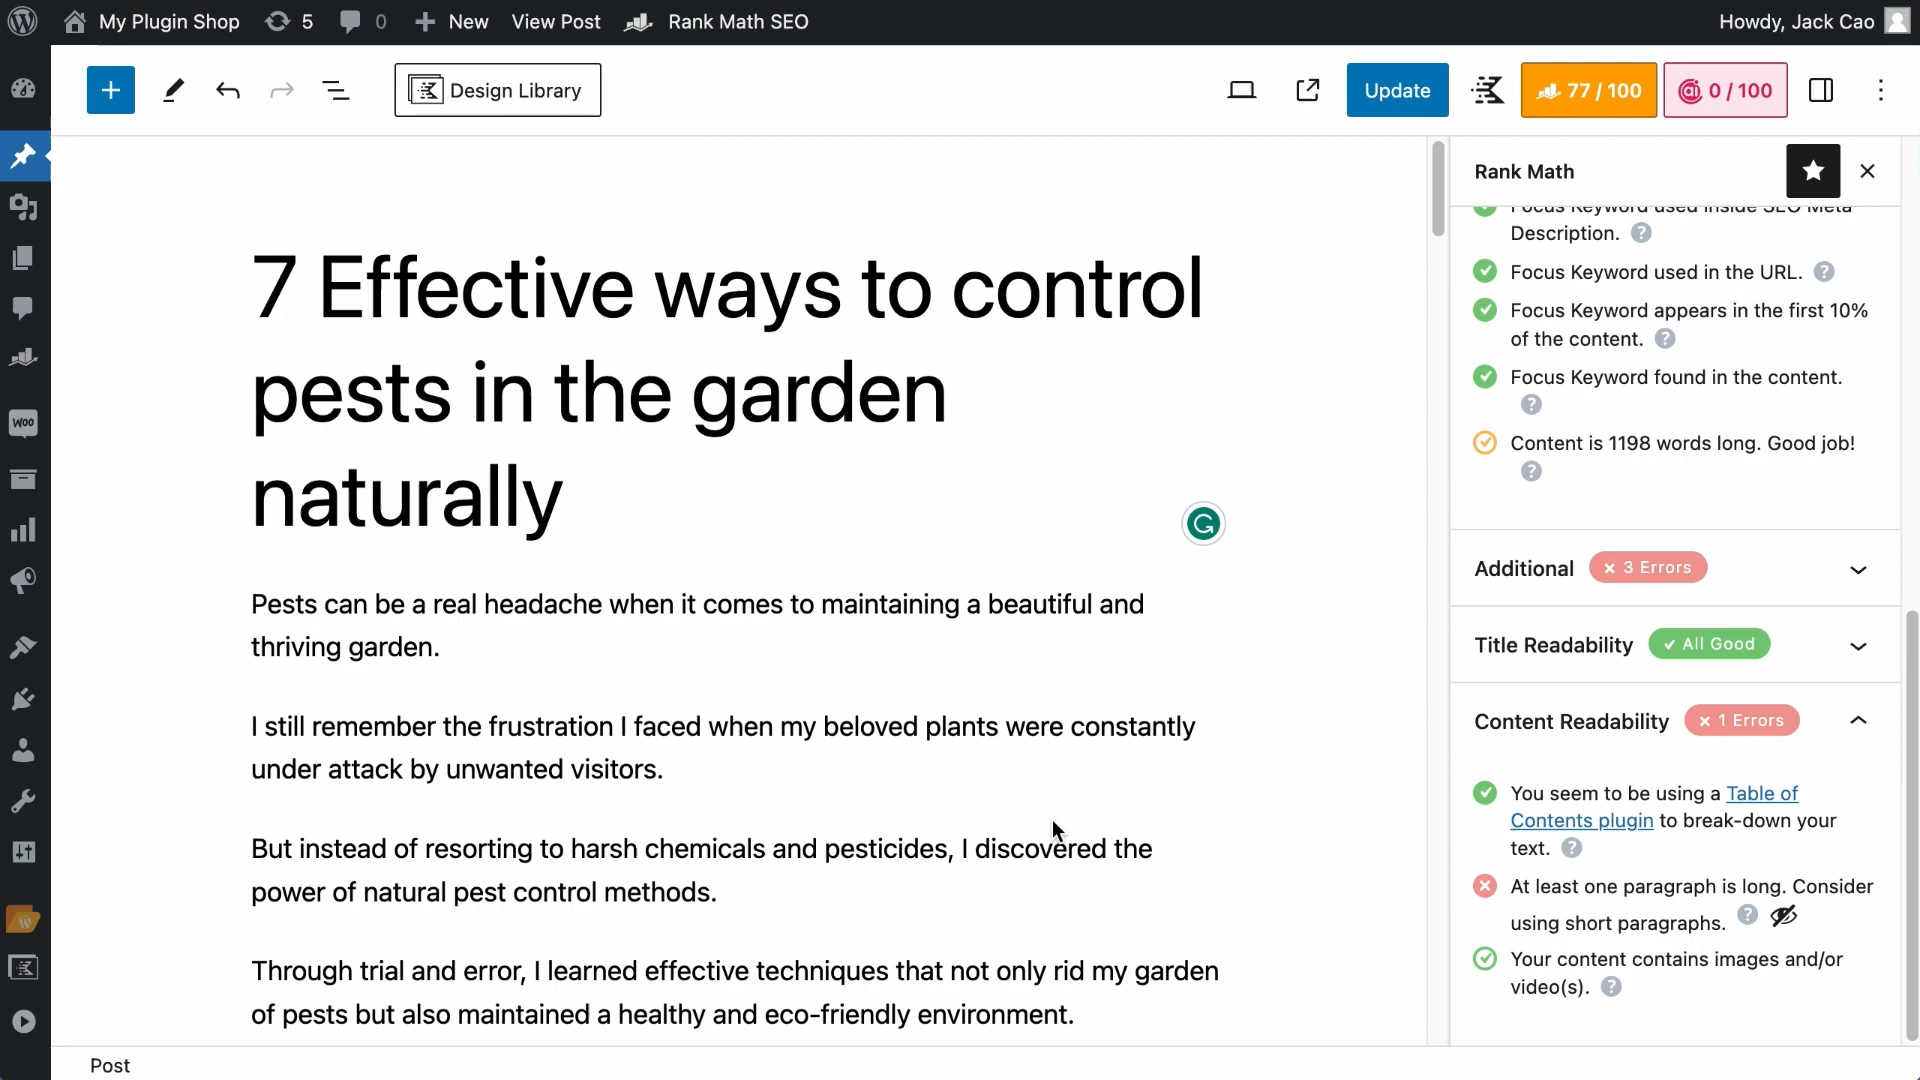 My Plugin Shop 5 0 New View Post Rank Math SEO Howdy, Jack Cao
Design Library Update 77 / 100 0 / 100
7 Effective ways to control
pests in the garden
naturally
Pests can be a real headache when it comes to maintaining a beautiful and
thriving garden.
I still remember the frustration I faced when my beloved plants were constantly
under attack by unwanted visitors.
But instead of resorting to harsh chemicals and pesticides, I discovered the
power of natural pest control methods.
Through trial and error, I learned effective techniques that not only rid my garden
of pests but also maintained a healthy and eco-friendly environment.
Rank Math
Focus Keyword used inside SEO Meta
Description.
Focus Keyword used in the URL.
Focus Keyword appears in the first 10%
of the content.
Focus Keyword found in the content.
Content is 1198 words long. Good job!
Additional × 3 Errors
Title Readability All Good
Content Readability × 1 Errors
You seem to be using a Table of
Contents plugin to break-down your
text.
At least one paragraph is long. Consider
using short paragraphs.
Your content contains images and/or
video(s).
Post